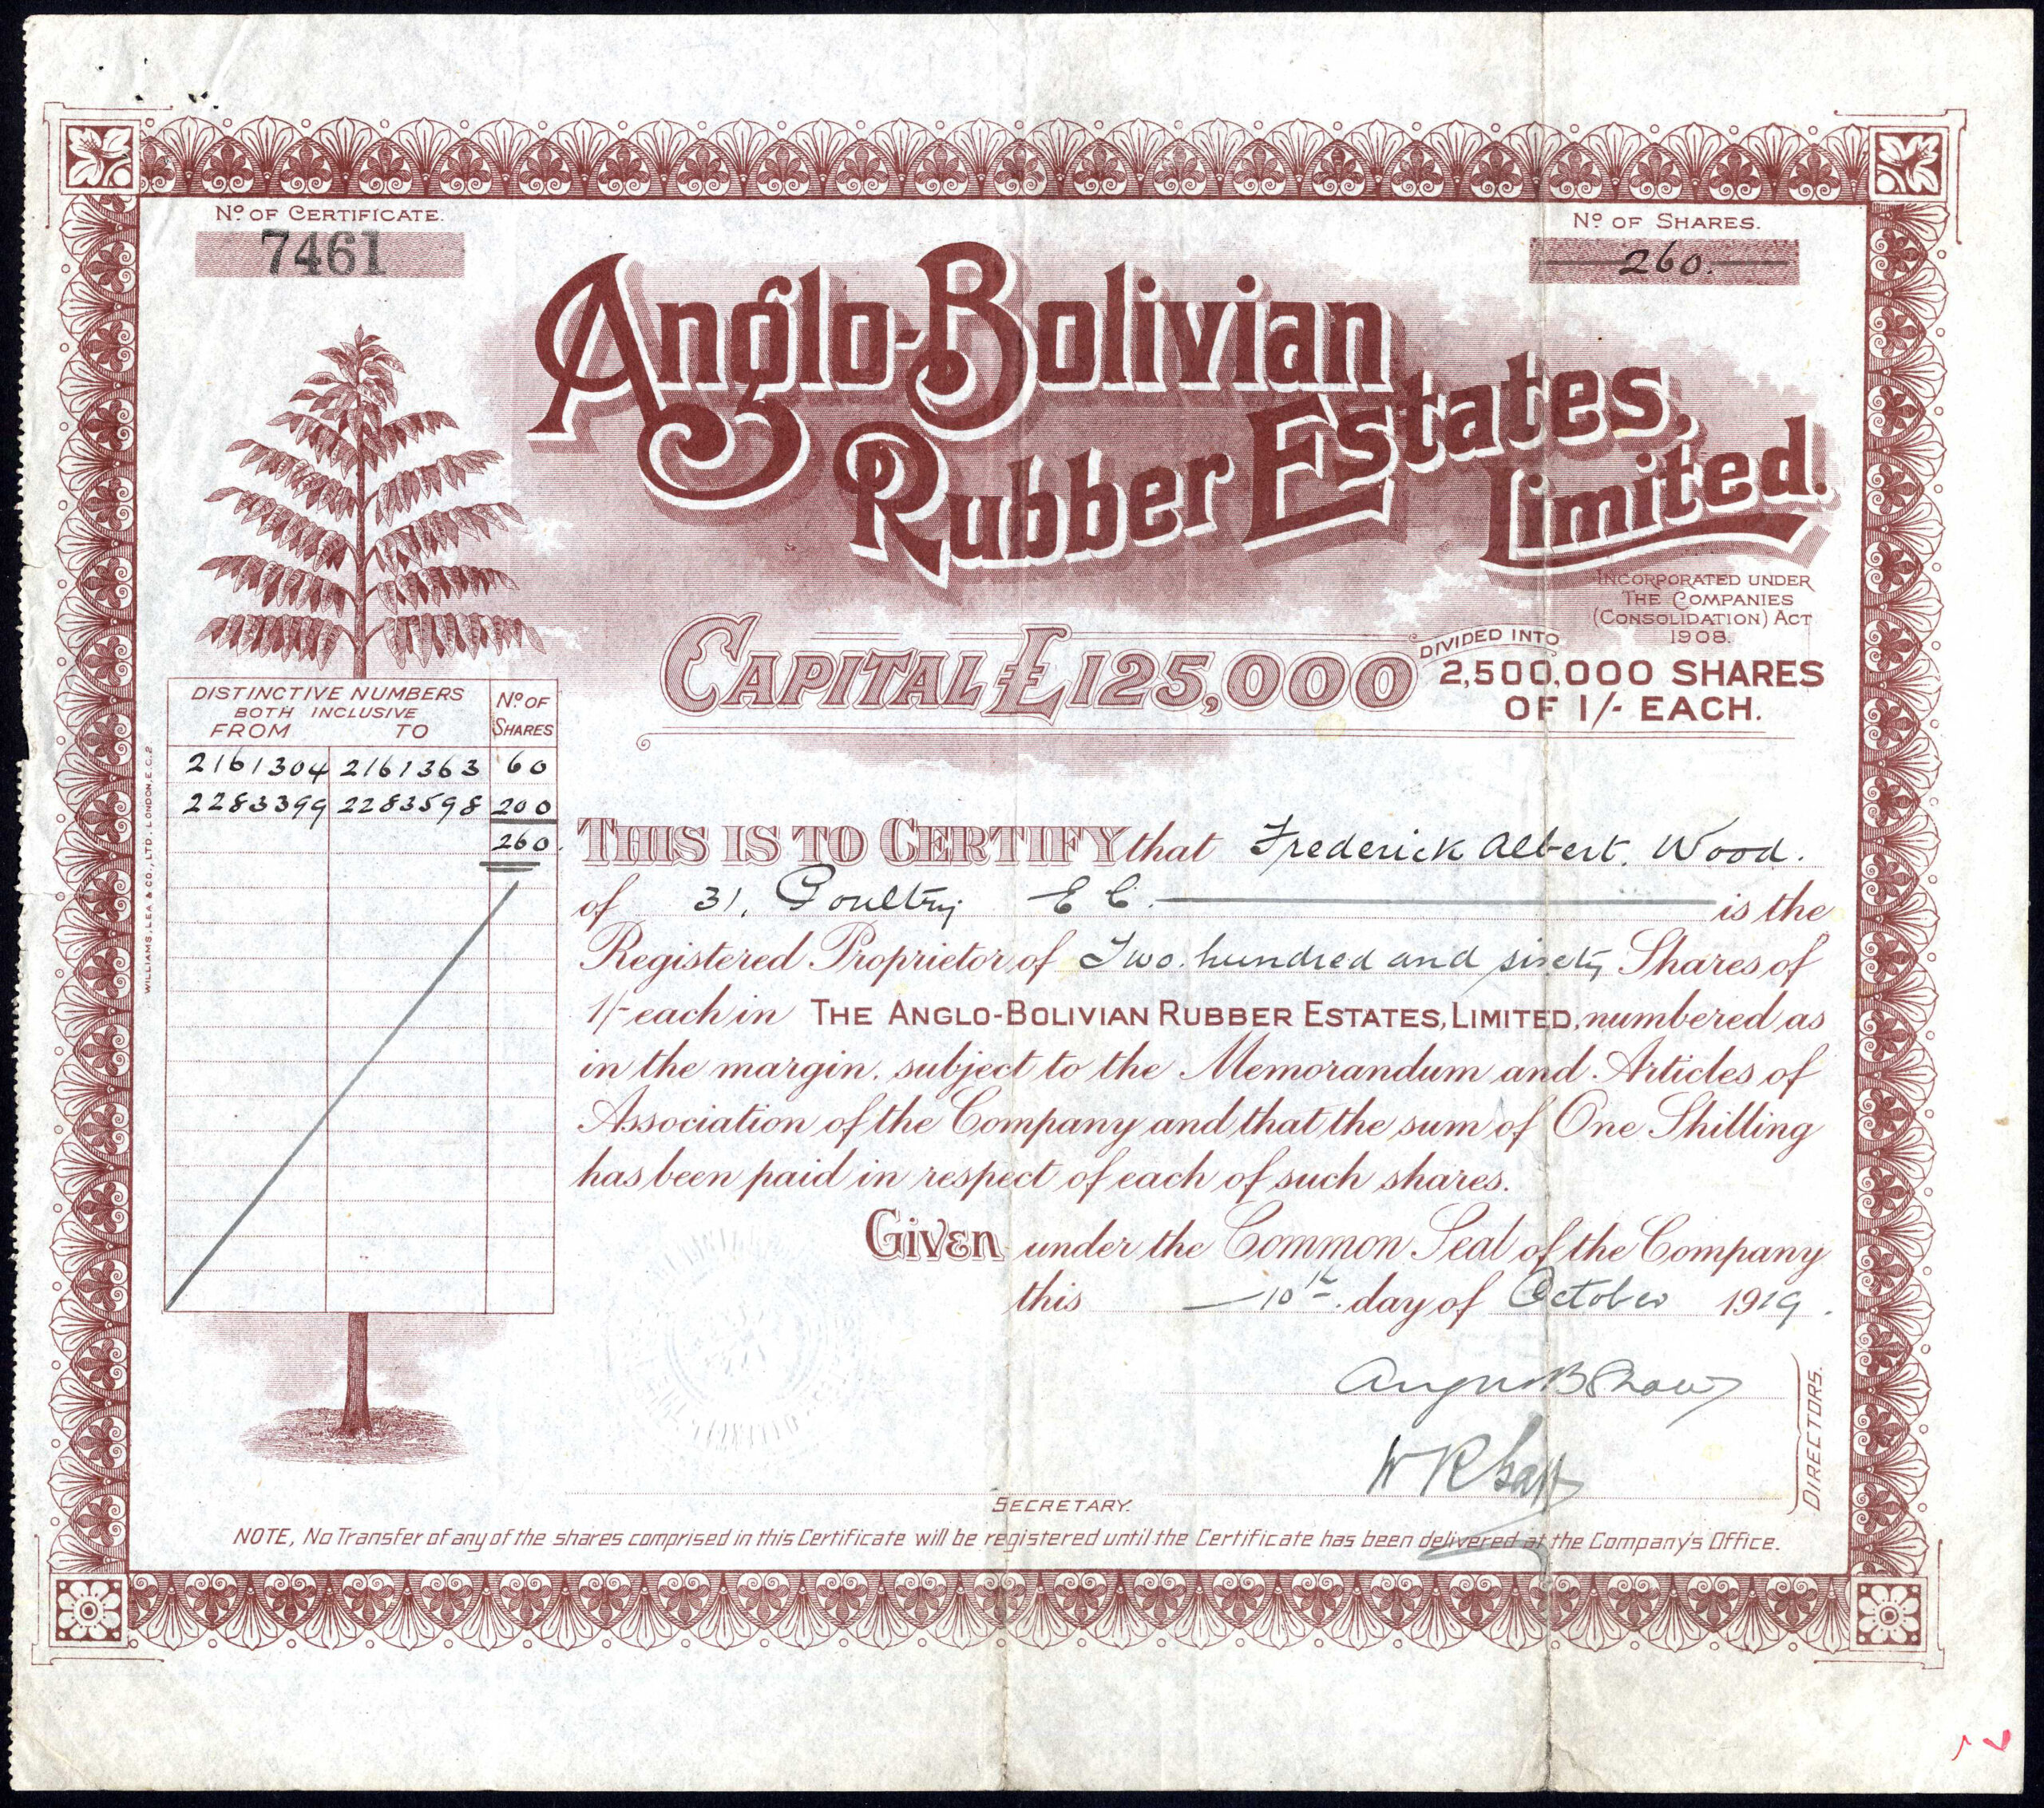 Nº OF CERTIFICATE.
7461
Nº OF SHARES.
260.
Anglo-Bolivian
Rubber Estates,
Limited.
INCORPORATED UNDER
THE COMPANIES
(CONSOLIDATION) ACT
1908.
CAPITAL £125,000
DIVIDED INTO
2,500,000 SHARES
OF 1/- EACH.
DISTINCTIVE NUMBERS
BOTH INCLUSIVE
FROM TO
Nº OF
SHARES
2161304 2161363 60
2283399 2283598 200
260.
WILLIAMS, LEA & CO., LTD. LONDON, E.C.2.
THIS IS TO CERTIFY that Frederick Albert. Wood.
of 31, Poultry E C. is the
Registered Proprietor of Two hundred and sixty Shares of
1/- each in THE ANGLO-BOLIVIAN RUBBER ESTATES, LIMITED, numbered as
in the margin, subject to the Memorandum and Articles of
Association of the Company and that the sum of One Shilling
has been paid in respect of each of such shares.
Given under the Common Seal of the Company
this 10th day of October 1919.
Angus B Shaw
DIRECTORS.
SECRETARY.
NOTE, No Transfer of any of the shares comprised in this Certificate will be registered until the Certificate has been delivered at the Company's Office.